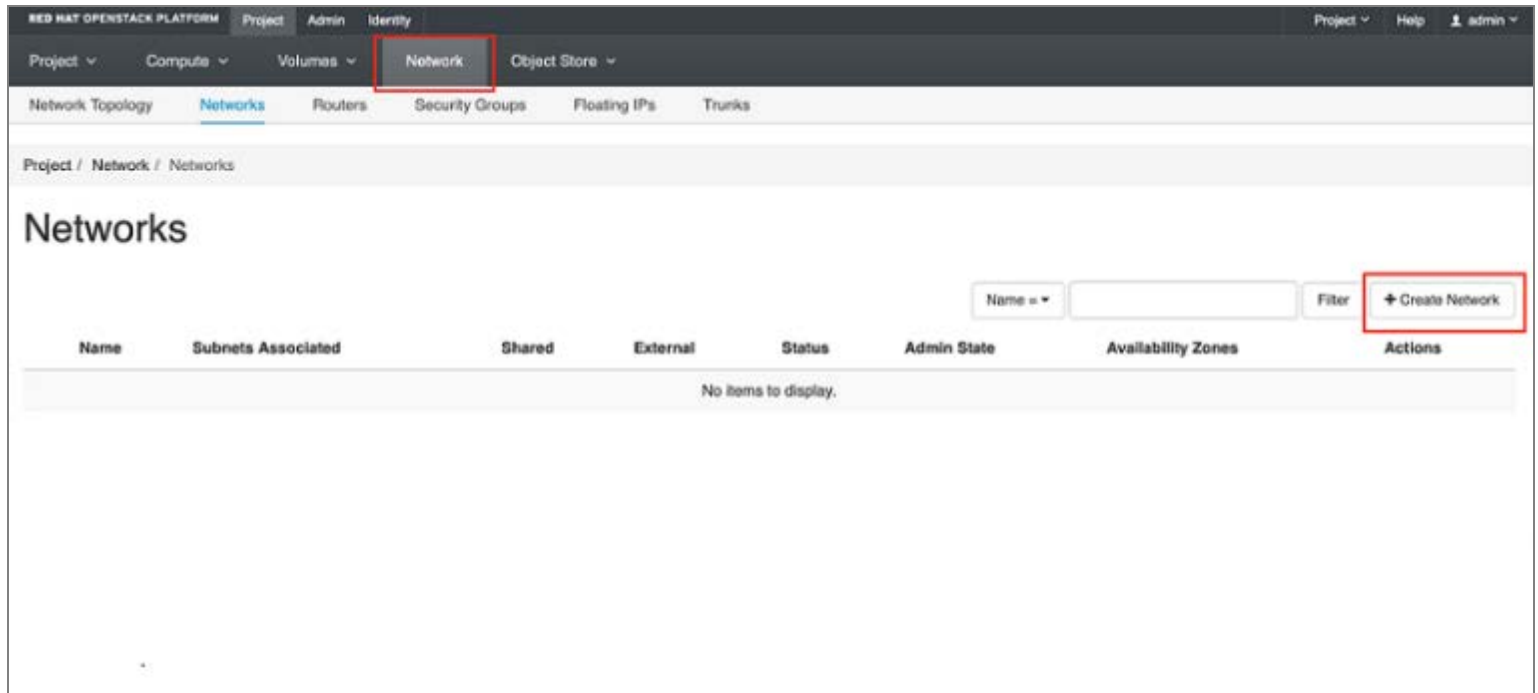 RED HAT OPENSTACK PLATFORM Project Admin Identity Project Help admin
Project Compute Volumes Network Object Store
Network Topology Networks Routers Security Groups Floating IPs Trunks
Project / Network / Networks
Networks
Name = Filter + Create Network
Name Subnets Associated Shared External Status Admin State Availability Zones Actions
No items to display.